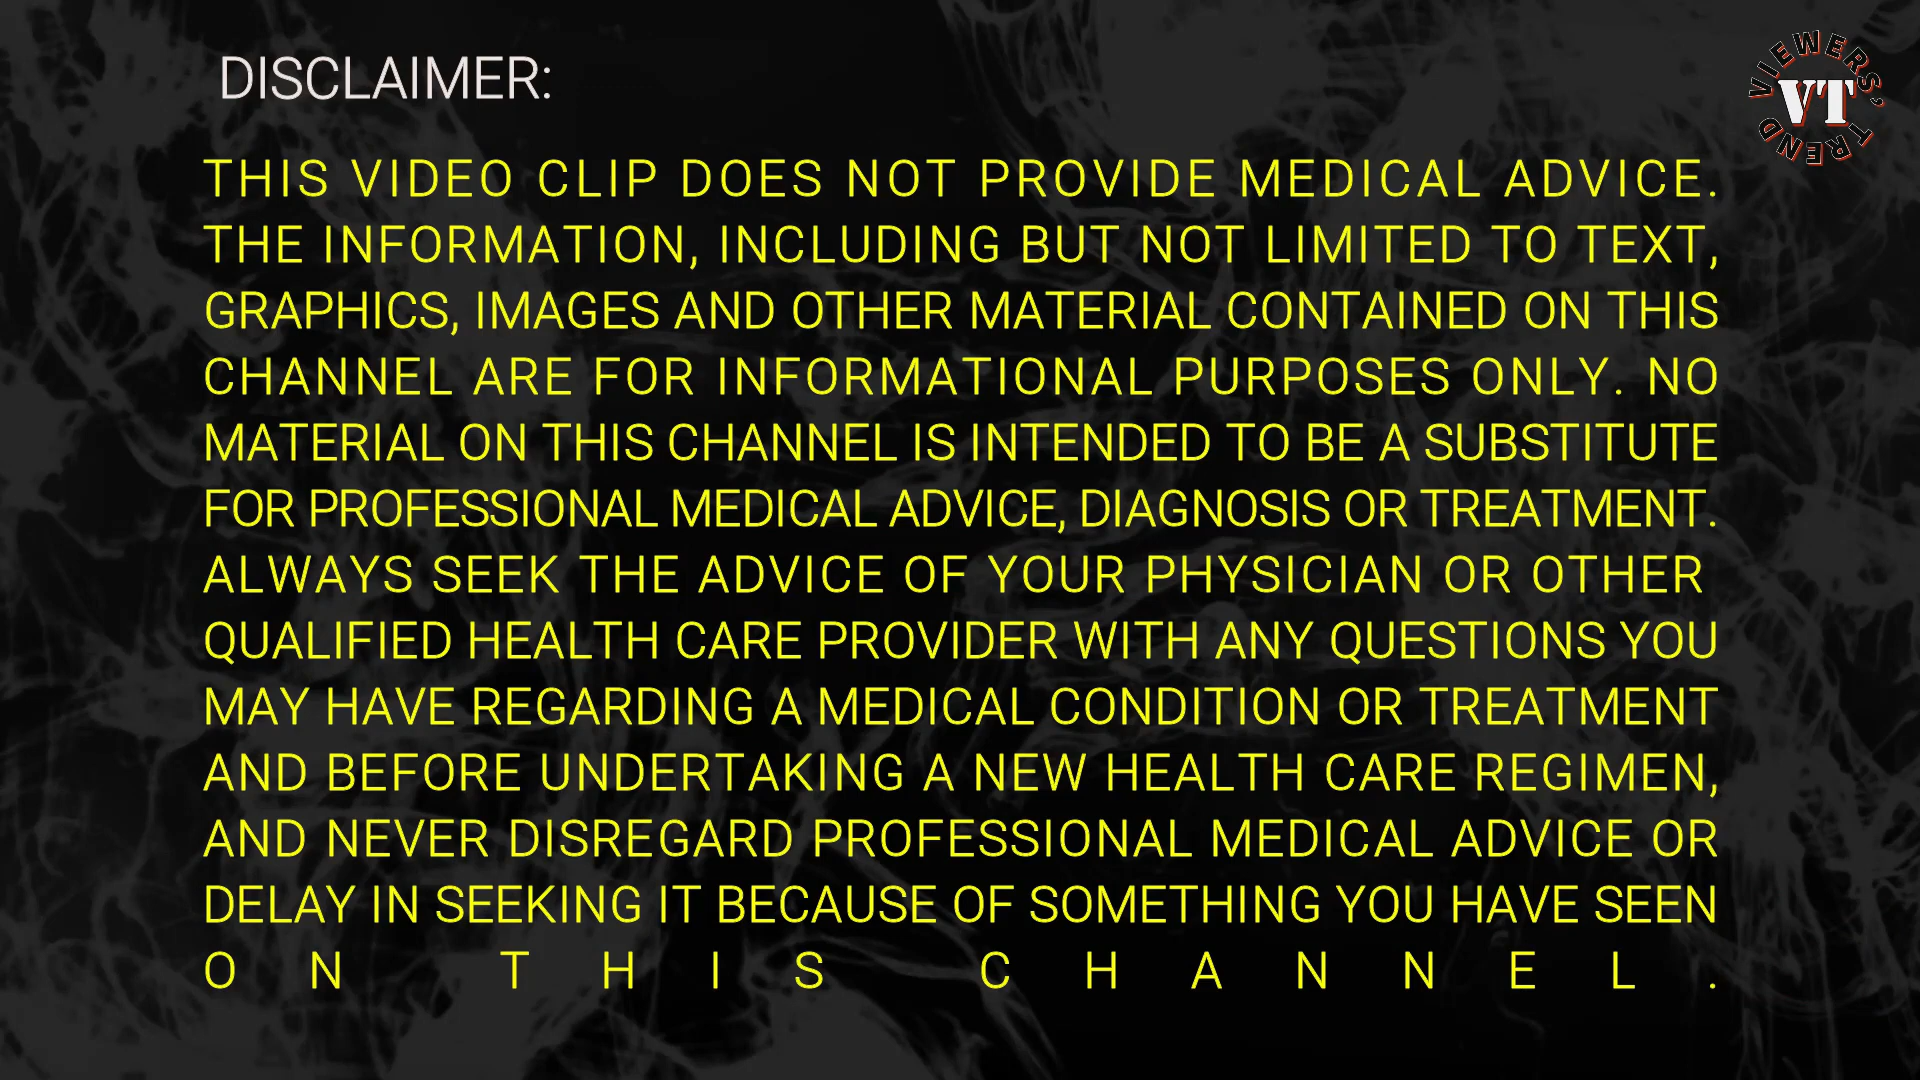 DISCLAIMER:
VIEWERS' TREND
VT
THIS VIDEO CLIP DOES NOT PROVIDE MEDICAL ADVICE.
THE INFORMATION, INCLUDING BUT NOT LIMITED TO TEXT,
GRAPHICS, IMAGES AND OTHER MATERIAL CONTAINED ON THIS
CHANNEL ARE FOR INFORMATIONAL PURPOSES ONLY. NO
MATERIAL ON THIS CHANNEL IS INTENDED TO BE A SUBSTITUTE
FOR PROFESSIONAL MEDICAL ADVICE, DIAGNOSIS OR TREATMENT.
ALWAYS SEEK THE ADVICE OF YOUR PHYSICIAN OR OTHER
QUALIFIED HEALTH CARE PROVIDER WITH ANY QUESTIONS YOU
MAY HAVE REGARDING A MEDICAL CONDITION OR TREATMENT
AND BEFORE UNDERTAKING A NEW HEALTH CARE REGIMEN,
AND NEVER DISREGARD PROFESSIONAL MEDICAL ADVICE OR
DELAY IN SEEKING IT BECAUSE OF SOMETHING YOU HAVE SEEN
ON THIS CHANNEL.